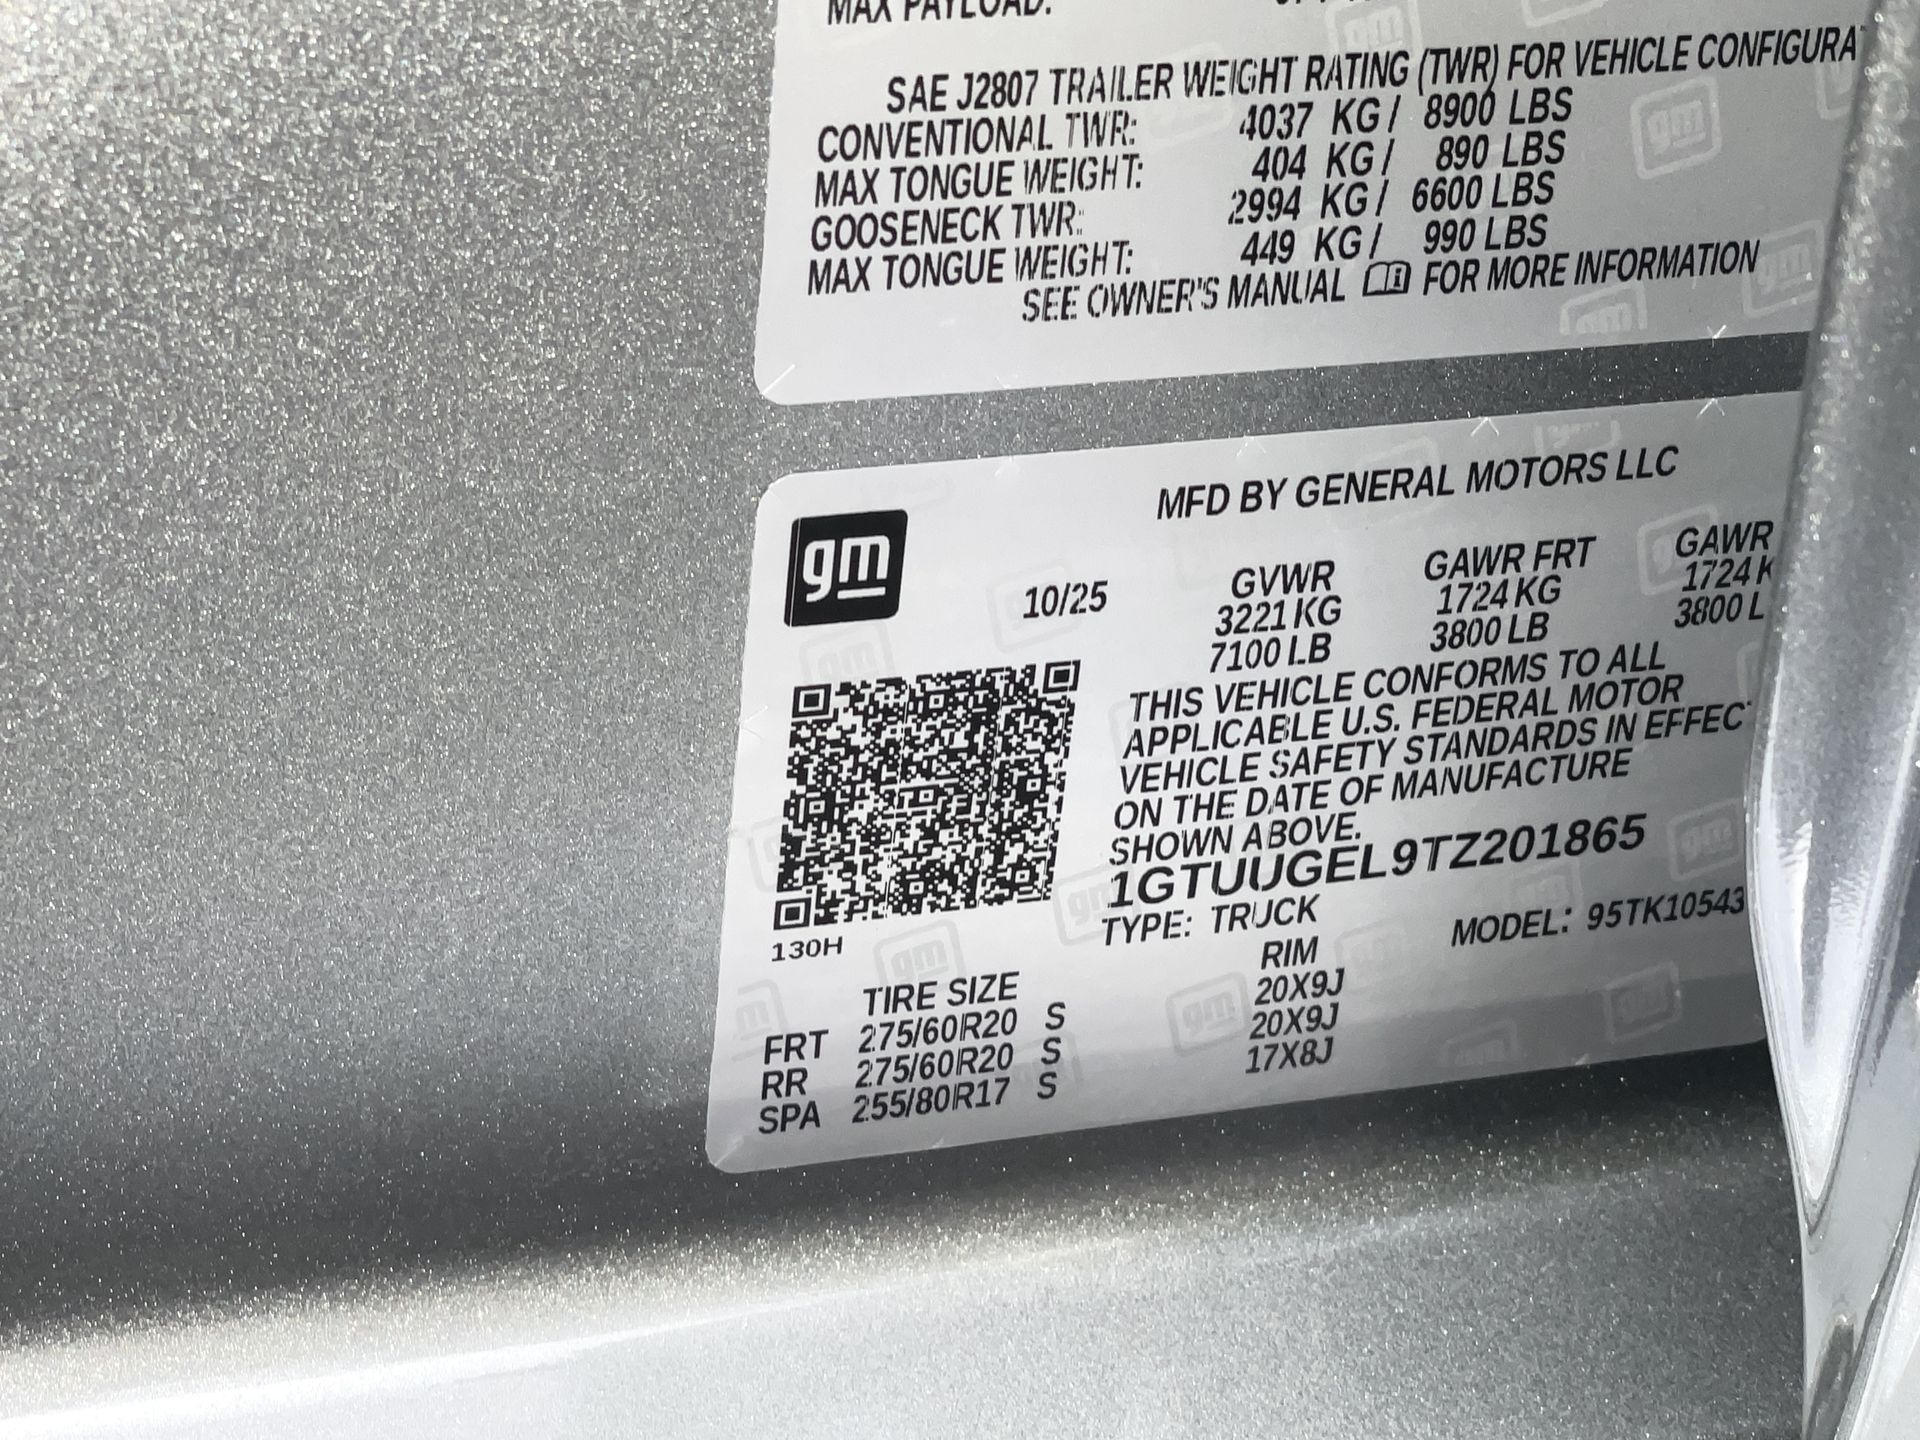 MAX PAYLOAD:
SAE J2807 TRAILER WEIGHT RATING (TWR) FOR VEHICLE CONFIGURA
CONVENTIONAL TWR: 4037 KG / 8900 LBS
MAX TONGUE WEIGHT: 404 KG / 890 LBS
GOOSENECK TWR: 2994 KG / 6600 LBS
MAX TONGUE WEIGHT: 449 KG / 990 LBS
SEE OWNER'S MANUAL FOR MORE INFORMATION
MFD BY GENERAL MOTORS LLC
gm
10/25
GVWR GAWR FRT GAWR
3221 KG 1724 KG 1724 K
7100 LB 3800 LB 3800 L
THIS VEHICLE CONFORMS TO ALL
APPLICABLE U.S. FEDERAL MOTOR
VEHICLE SAFETY STANDARDS IN EFFEC
ON THE DATE OF MANUFACTURE
SHOWN ABOVE.
1GTUUGEL9TZ201865
TYPE: TRUCK MODEL: 95TK10543
130H
TIRE SIZE RIM
FRT 275/60R20 S 20X9J
RR 275/60R20 S 20X9J
SPA 255/80R17 S 17X8J